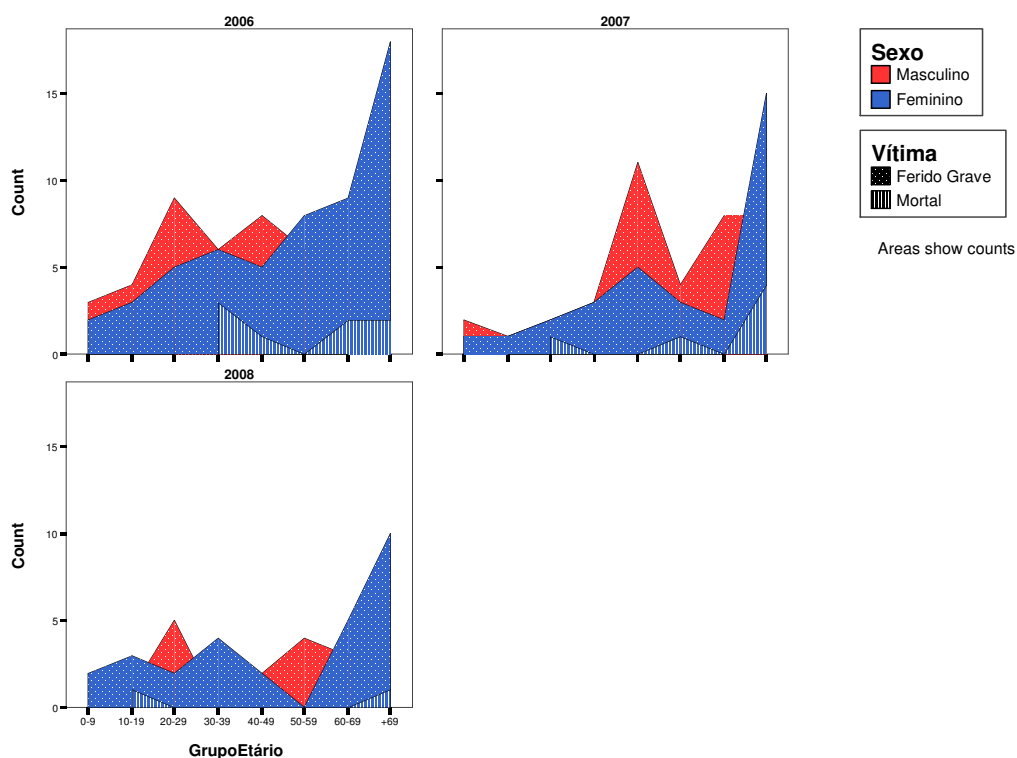 2006
2007
15
10
5
0
Count
Sexo
Masculino
Feminino
Vítima
Ferido Grave
Mortal
Areas show counts
2008
15
10
5
0
Count
0-9 10-19 20-29 30-39 40-49 50-59 60-69 +69
GrupoEtário